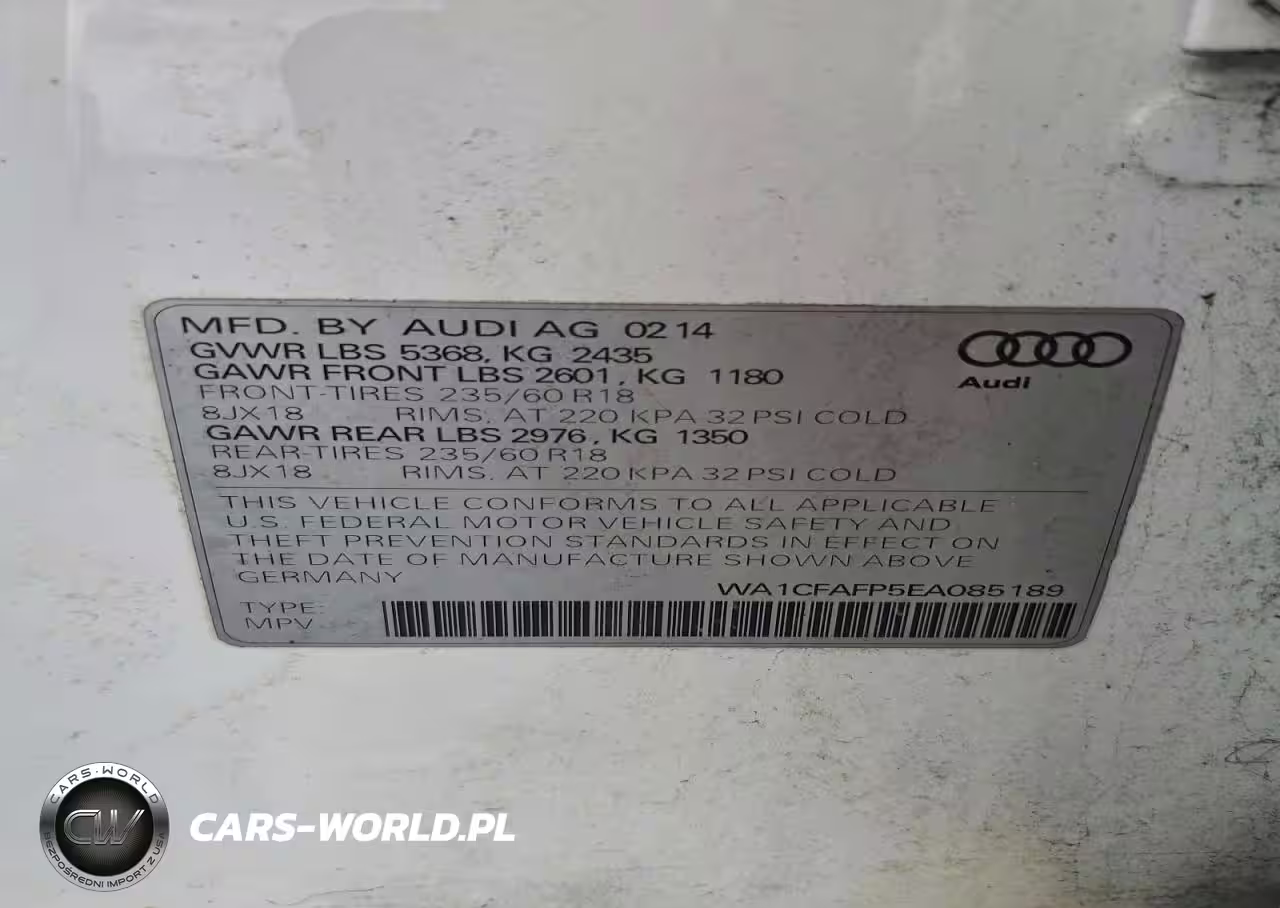 MFD. BY AUDI AG 0214
GVWR LBS 5368, KG 2435
GAWR FRONT LBS 2601, KG 1180
FRONT-TIRES 235/60 R18
8JX18 RIMS, AT 220 KPA 32 PSI COLD
GAWR REAR LBS 2976, KG 1350
REAR-TIRES 235/60 R18
8JX18 RIMS, AT 220 KPA 32 PSI COLD
Audi
THIS VEHICLE CONFORMS TO ALL APPLICABLE
U.S. FEDERAL MOTOR VEHICLE SAFETY AND
THEFT PREVENTION STANDARDS IN EFFECT ON
THE DATE OF MANUFACTURE SHOWN ABOVE
GERMANY
WA1CFAFP5EA085189
TYPE:
MPV
CARS-WORLD
CW
BEZPOŚREDNI IMPORT Z USA
CARS-WORLD.PL